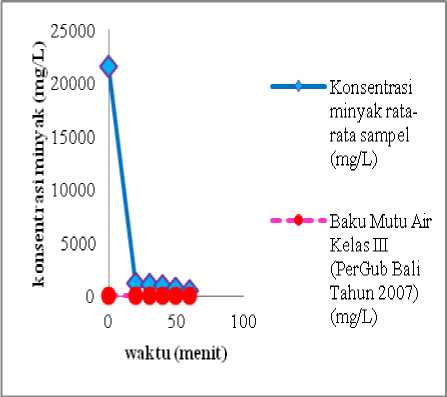 konsentrasi minyak (mg/L)
25000
20000
15000
10000
5000
0
0
50
100
waktu (menit)
Konsentrasi
minyak rata-
rata sampel
(mg/L)
Baku Mutu Air
Kelas III
(PerGub Bali
Tahun 2007)
(mg/L)